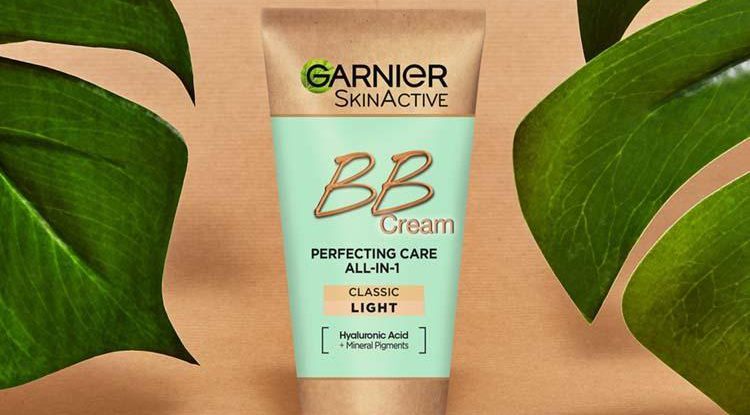 GARNIER
SKINACTIVE
BB
Cream
PERFECTING CARE
ALL-IN-1
CLASSIC
LIGHT
Hyaluronic Acid
+ Mineral Pigments